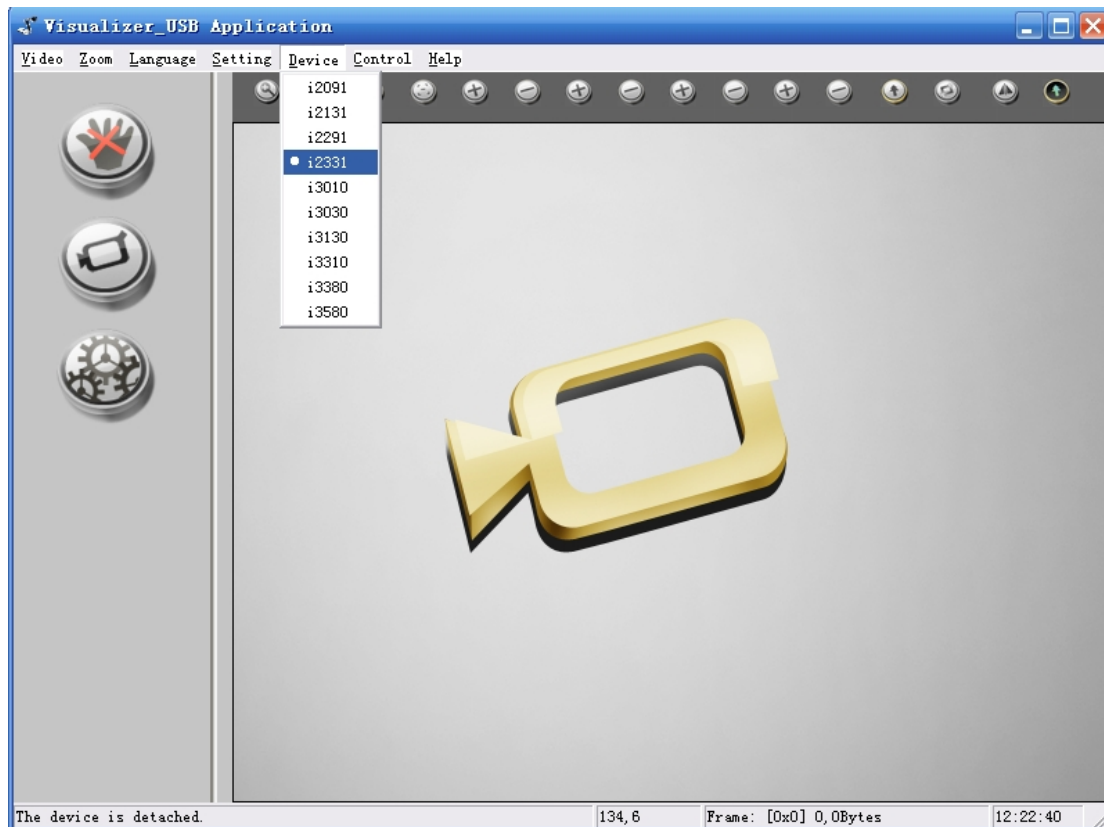 Visualizer_USB Application
Video Zoom Language Setting Device Control Help
i2091
i2131
i2291
i2331
i3010
i3030
i3130
i3310
i3380
i3580
The device is detached. 134,6 Frame: [0x0] 0,0Bytes 12:22:40